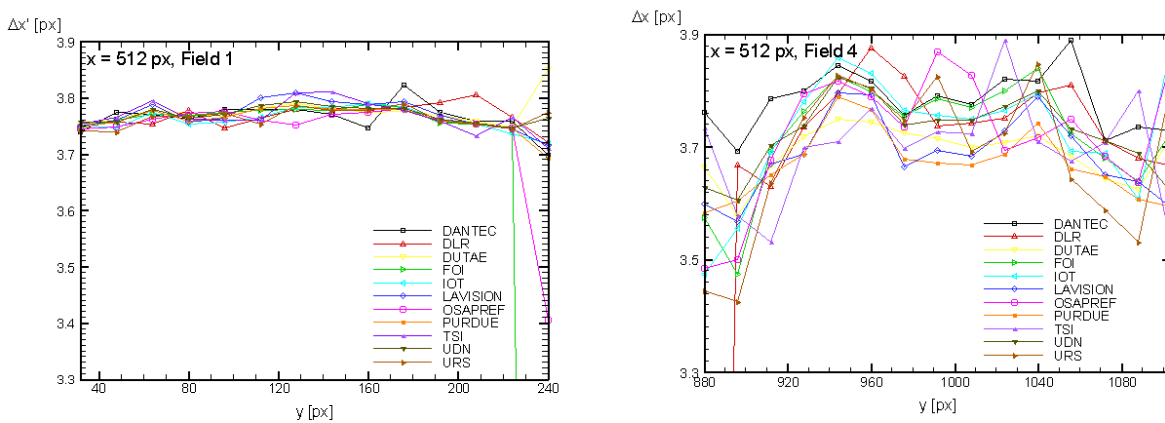 Δx' [px]
3.9
x = 512 px, Field 1
3.8
3.7
3.6
3.5
3.4
3.3
DANTEC
DLR
DUTAE
FOI
IOT
LAVISION
OSAPREF
PURDUE
TSI
UDN
URS
40
80
120
160
200
240
y [px]
Δx [px]
3.9
x = 512 px, Field 4
3.7
3.5
3.3
DANTEC
DLR
DUTAE
FOI
IOT
LAVISION
OSAPREF
PURDUE
TSI
UDN
URS
880
920
960
1000
1040
1080
y [px]